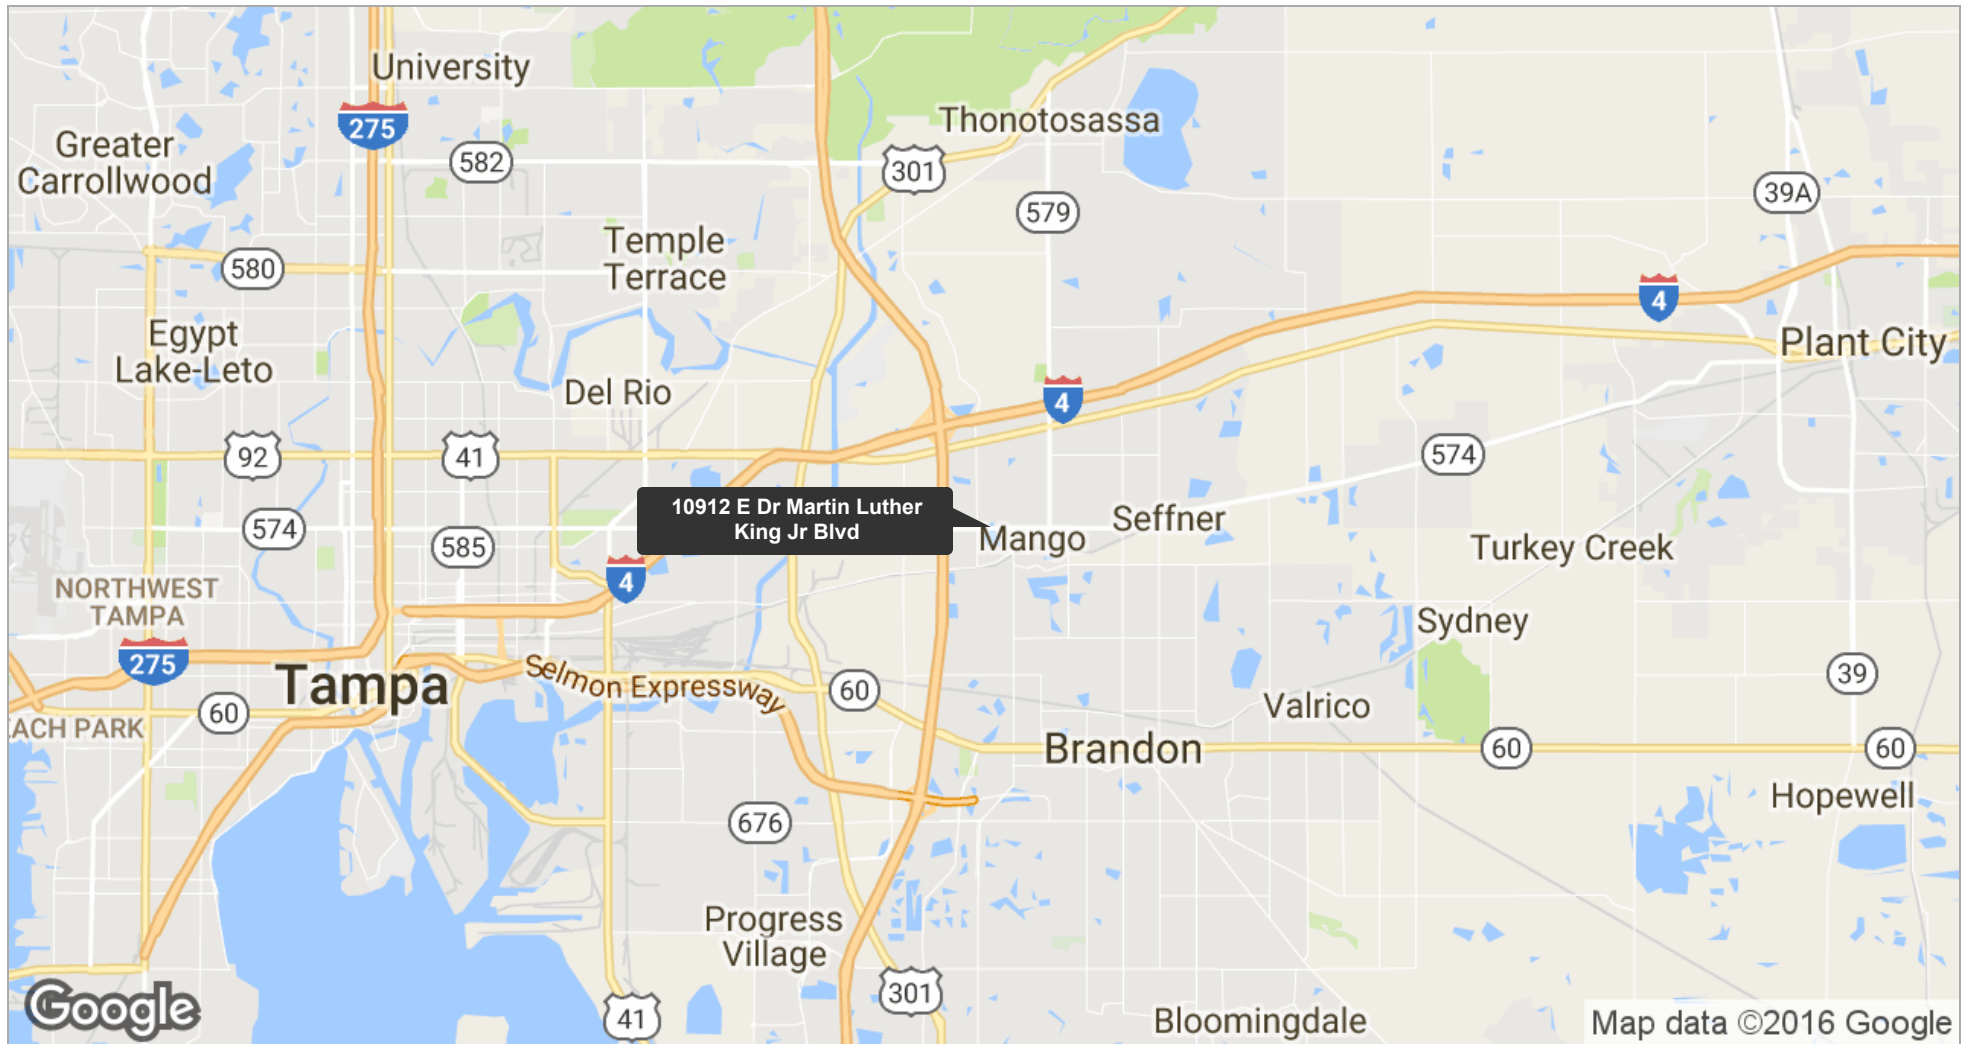 University
275
Greater
Carrollwood
582
Thonotosassa
301
579
39A
Temple
Terrace
580
4
Egypt
Lake-Leto
Plant City
Del Rio
4
92
41
574
10912 E Dr Martin Luther
King Jr Blvd
574
585
Mango
Seffner
Turkey Creek
4
NORTHWEST
TAMPA
Sydney
275
Tampa
Selmon Expressway
60
39
60
Valrico
EACH PARK
Brandon
60
60
Hopewell
676
Progress
Village
301
41
Bloomingdale
Google
Map data ©2016 Google